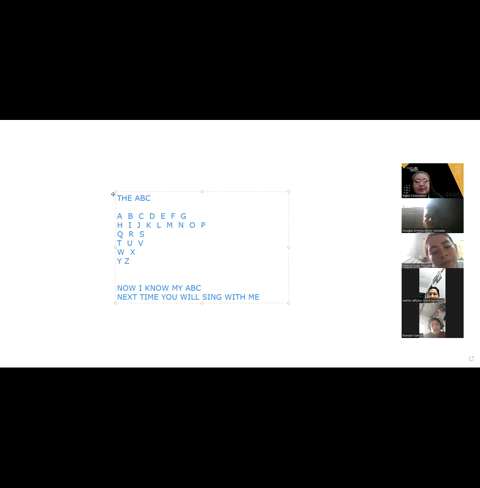 THE ABC
A B C D E F G
H I J K L M N O P
Q R S
T U V
W X
Y Z
NOW I KNOW MY ABC
NEXT TIME YOU WILL SING WITH ME